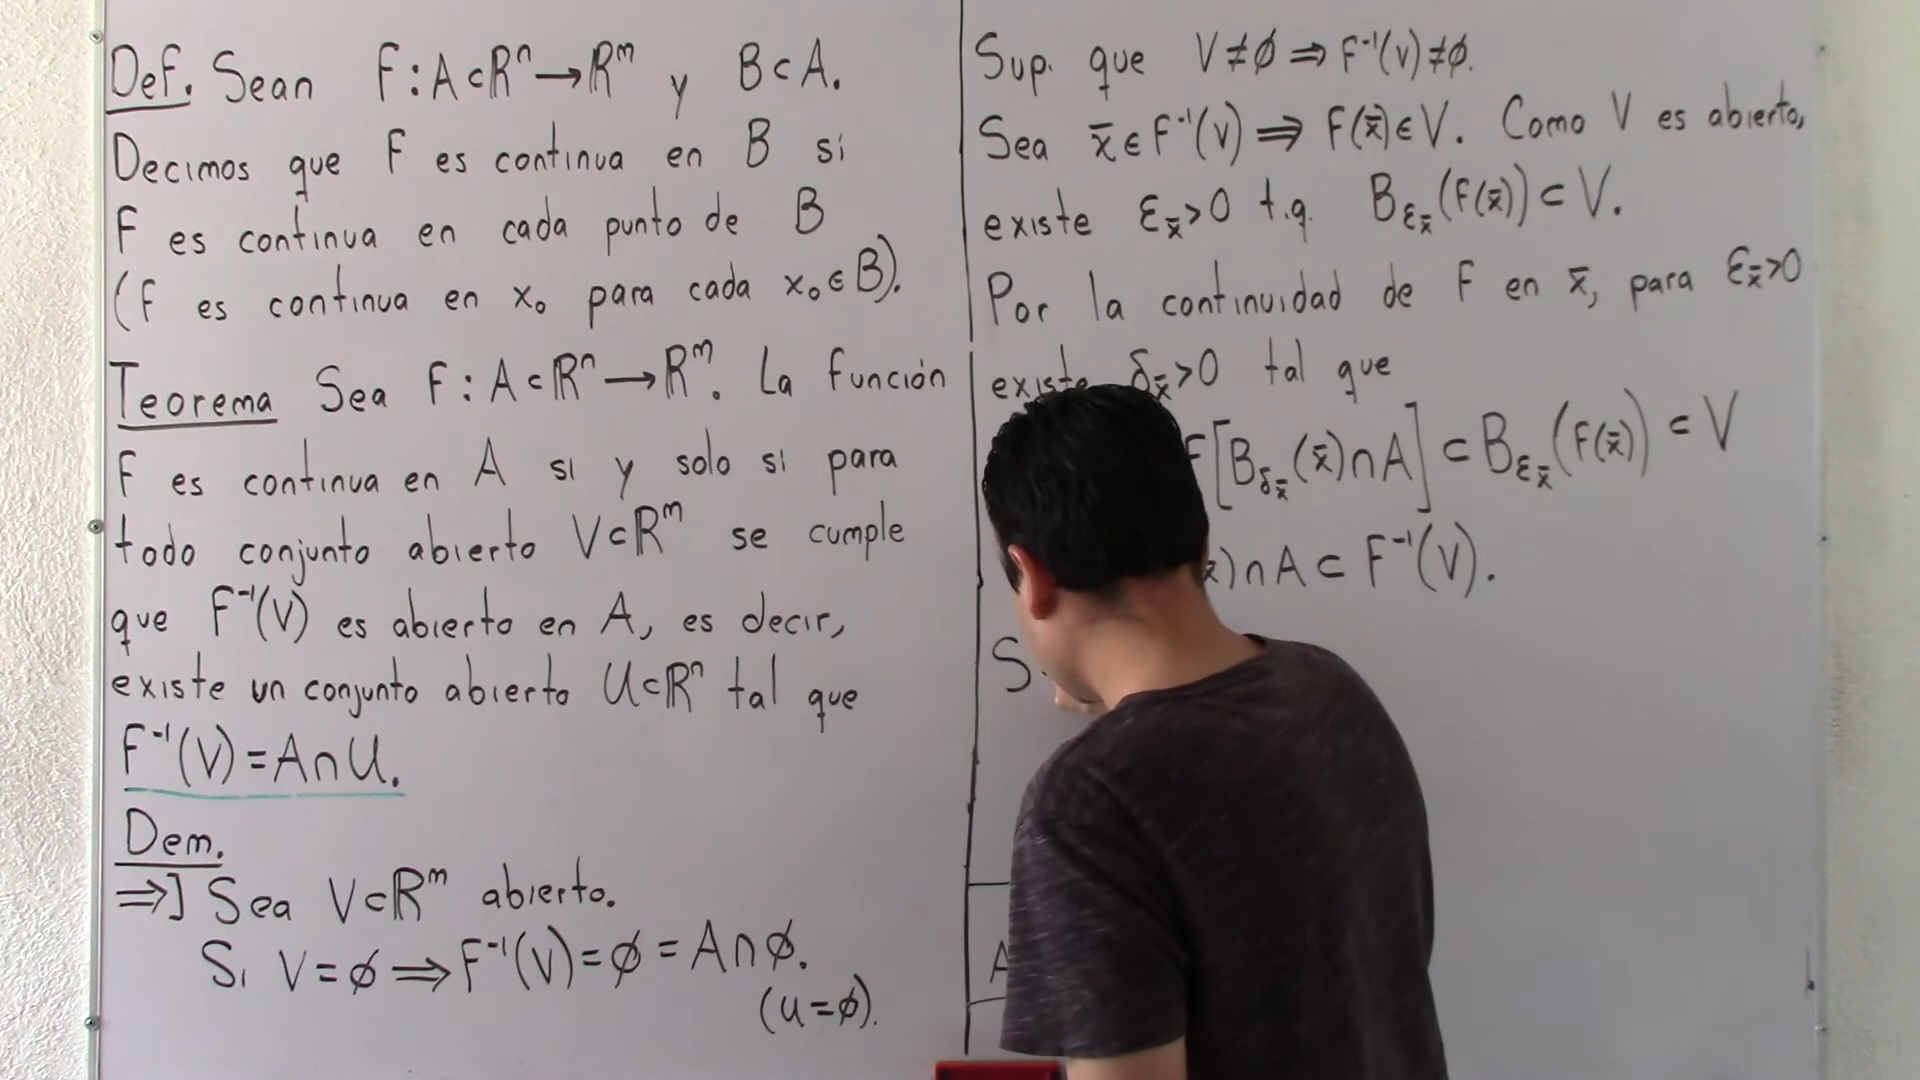 Def. Sean F: A⊂ℝⁿ→ℝᵐ y B⊂A.
Decimos que F es continua en B si
F es continua en cada punto de B
(F es continua en x₀ para cada x₀∈B).
Teorema Sea F: A⊂ℝⁿ→ℝᵐ. La función
F es continua en A si y solo si para
todo conjunto abierto V⊂ℝᵐ se cumple
que F⁻¹(V) es abierto en A, es decir,
existe un conjunto abierto U⊂ℝⁿ tal que
F⁻¹(V)=A∩U.
Dem.
⇒] Sea V⊂ℝᵐ abierto.
Si V=∅ ⇒ F⁻¹(V)=∅=A∩∅.
(U=∅).
Sup. que V≠∅ ⇒ F⁻¹(V)≠∅.
Sea x̄∈F⁻¹(V) ⇒ F(x̄)∈V. Como V es abierto,
existe ε_x̄>0 t.q. B_ε_x̄(F(x̄))⊂V.
Por la continuidad de F en x̄, para ε_x̄>0
existe δ_x̄>0 tal que
F[B_δ_x̄(x̄)∩A]⊂B_ε_x̄(F(x̄))⊂V
x̄)∩A⊂F⁻¹(V).
S
A